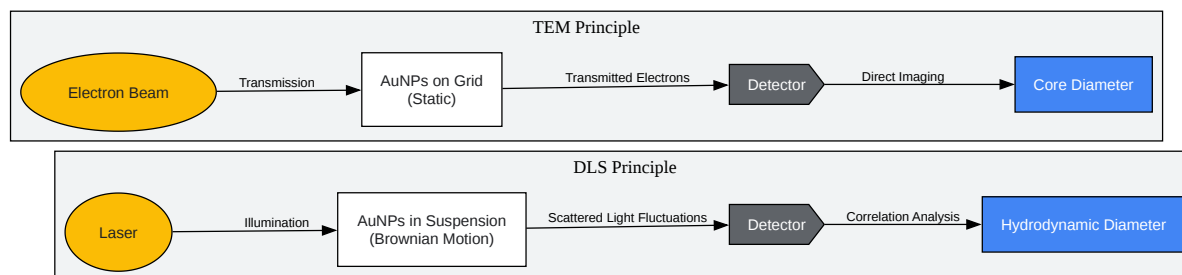 TEM Principle
Electron Beam
Transmission
AuNPs on Grid
(Static)
Transmitted Electrons
Detector
Direct Imaging
Core Diameter
DLS Principle
Laser
Illumination
AuNPs in Suspension
(Brownian Motion)
Scattered Light Fluctuations
Detector
Correlation Analysis
Hydrodynamic Diameter